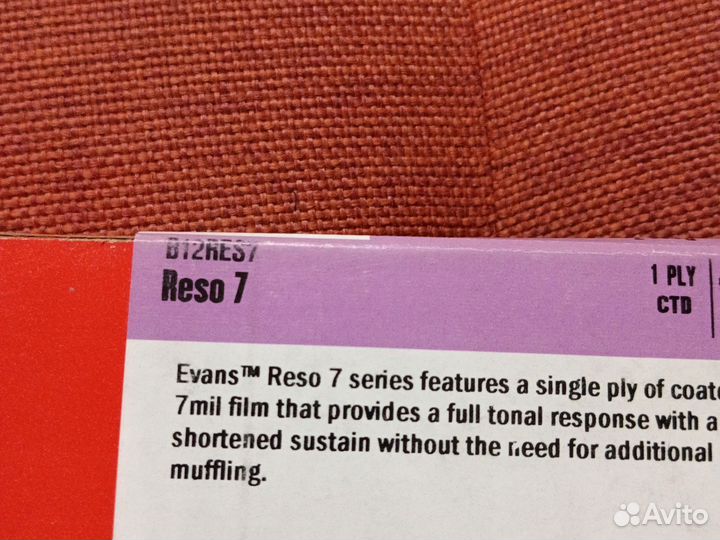 B12RES7
Reso 7
1 PLY
CTD
Evans™ Reso 7 series features a single ply of coate
7mil film that provides a full tonal response with a
shortened sustain without the need for additional
muffling.
Avito